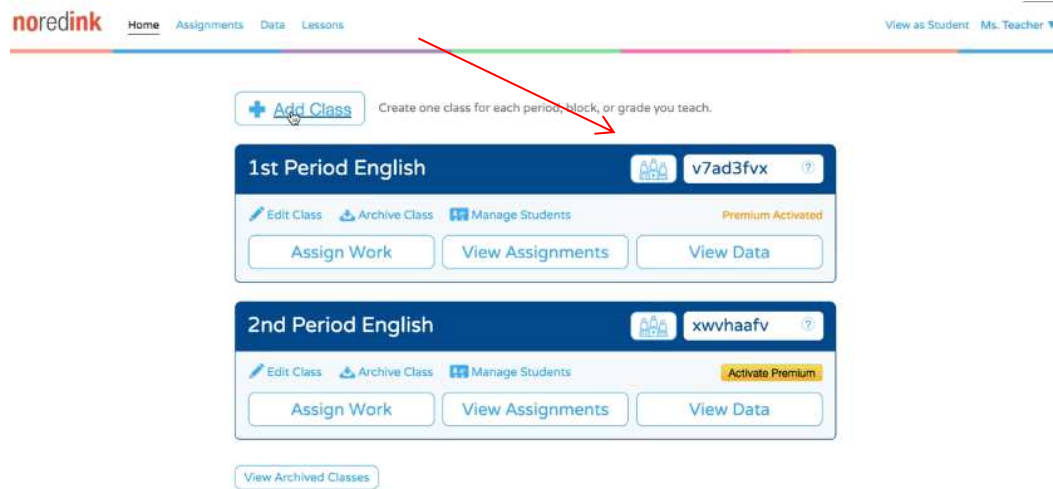 noredink Home Assignments Data Lessons View as Student Ms. Teacher
Add Class Create one class for each period, block, or grade you teach.
1st Period English v7ad3fvx ?
Edit Class Archive Class Manage Students Premium Activated
Assign Work View Assignments View Data
2nd Period English xwvhaafv ?
Edit Class Archive Class Manage Students Activate Premium
Assign Work View Assignments View Data
View Archived Classes